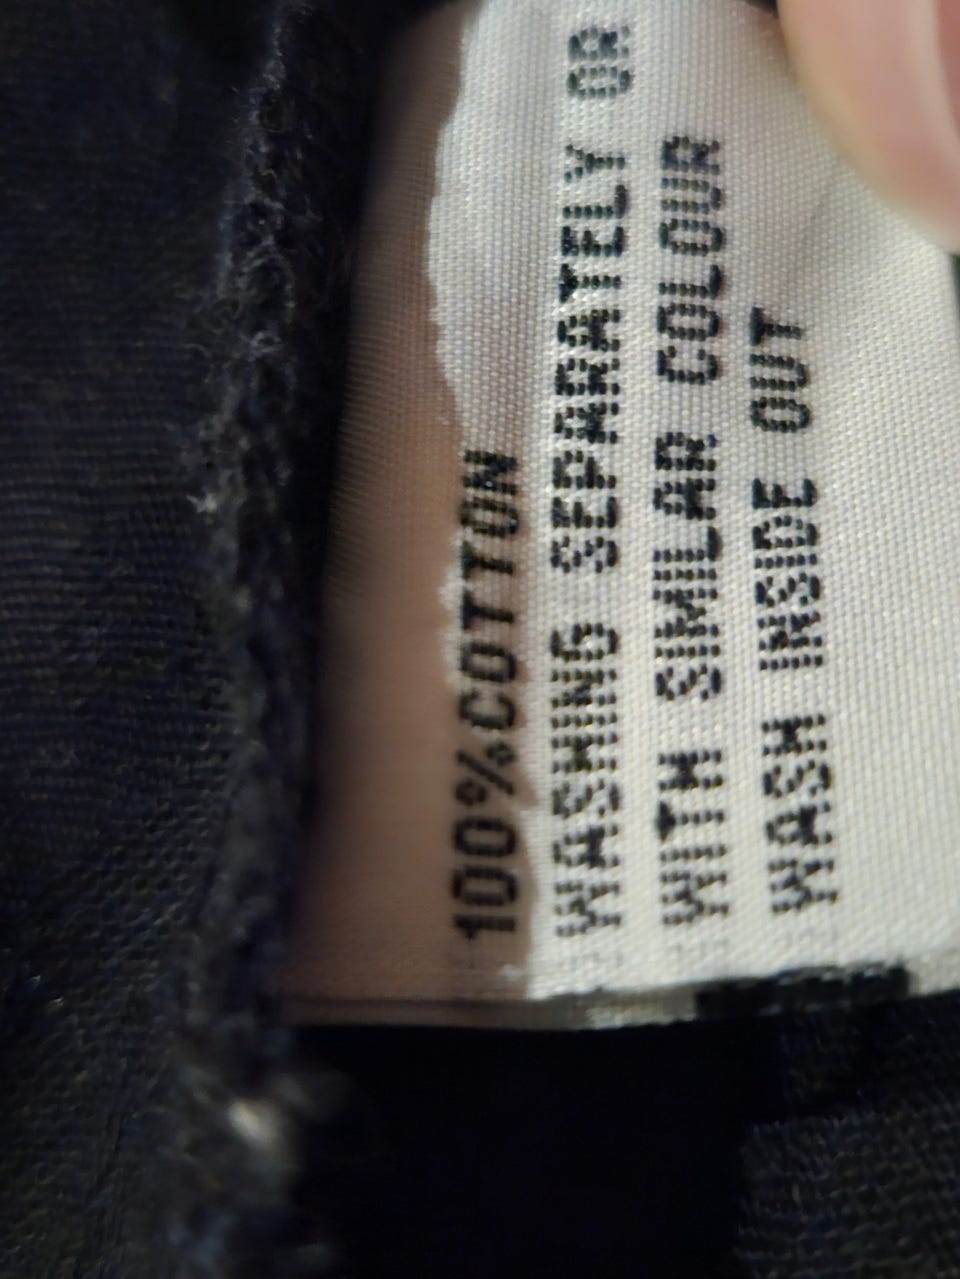 100%COTTON
WASHING SEPARATELY OR
WITH SIMILAR COLOUR
WASH INSIDE OUT